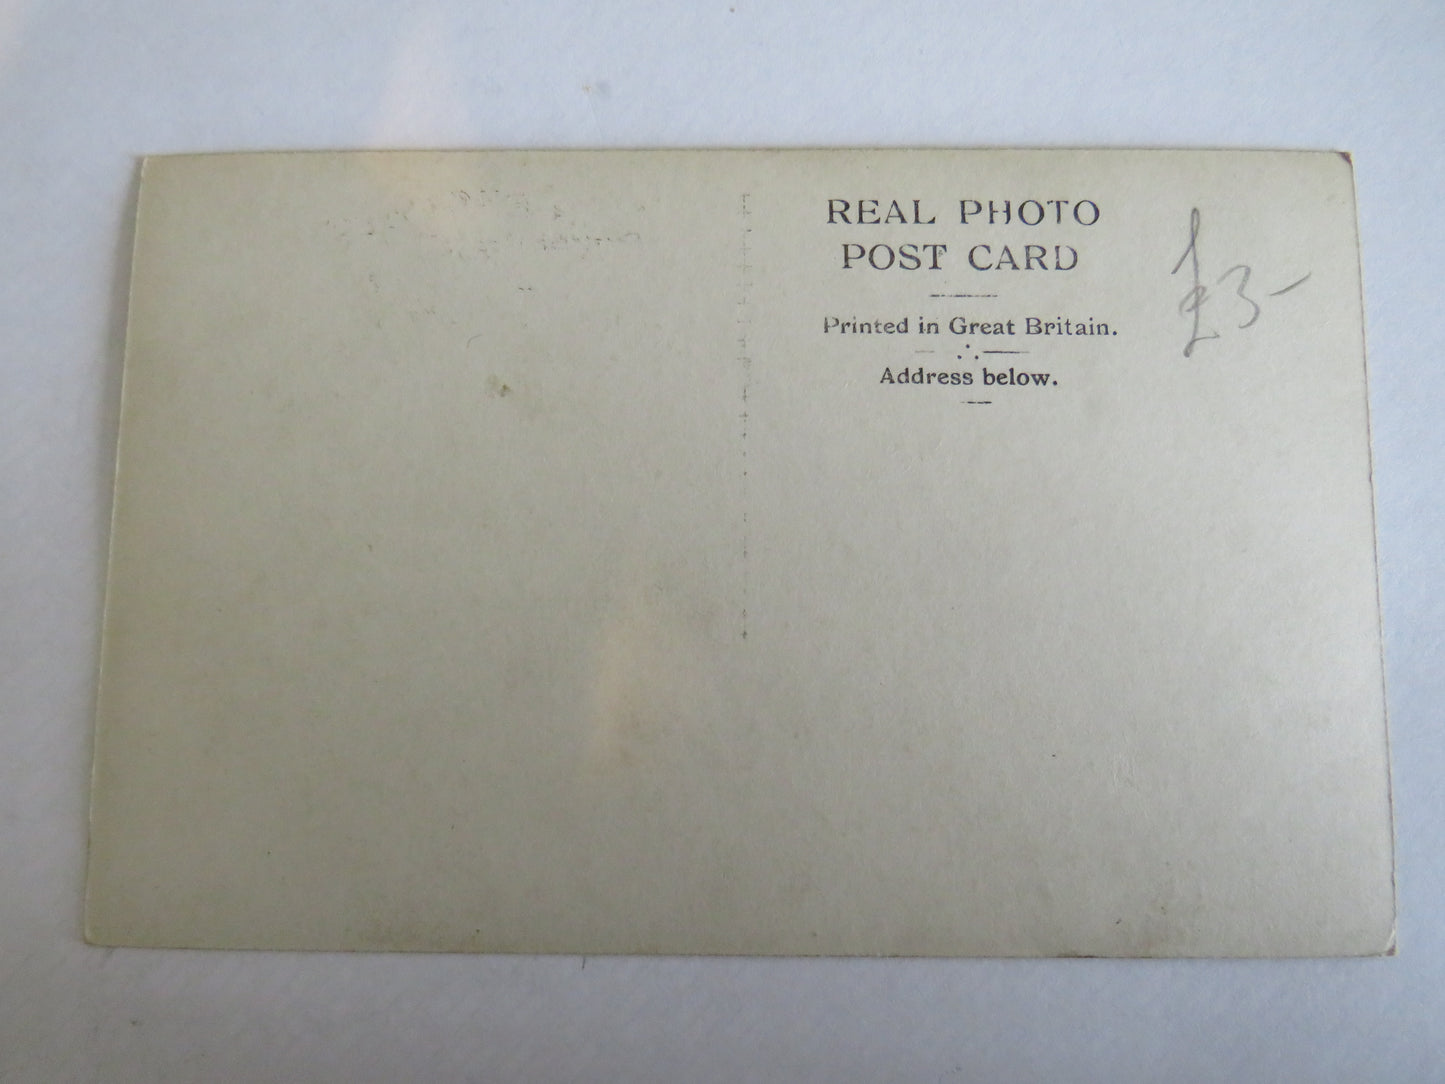 REAL PHOTO
POST CARD
Printed in Great Britain.
Address below.
£3-